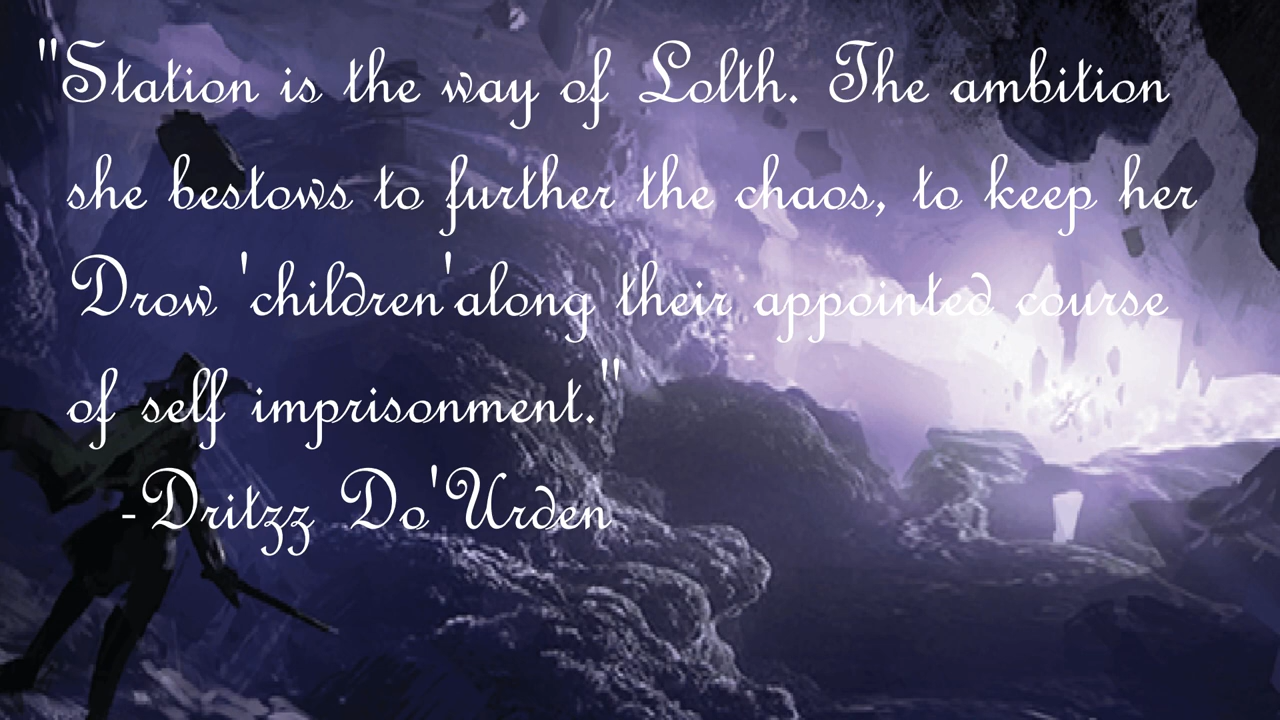 "Station is the way of Lolth. The ambition
she bestows to further the chaos, to keep her
Drow 'children' along their appointed course
of self imprisonment."
-Dritzz Do'Urden